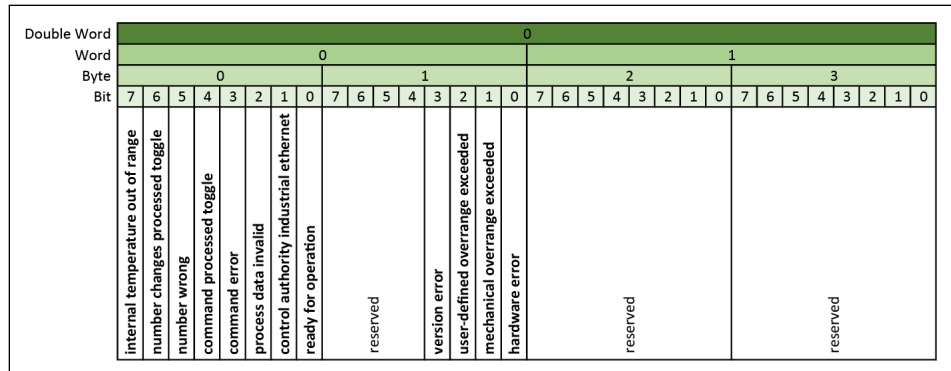 Double Word 0
Word 0 1
Byte 0 1 2 3
Bit 7 6 5 4 3 2 1 0 7 6 5 4 3 2 1 0 7 6 5 4 3 2 1 0 7 6 5 4 3 2 1 0
internal temperature out of range
number changes processed toggle
number wrong
command processed toggle
command error
process data invalid
control authority industrial ethernet
ready for operation
reserved
version error
user-defined overrange exceeded
mechanical overrange exceeded
hardware error
reserved
reserved